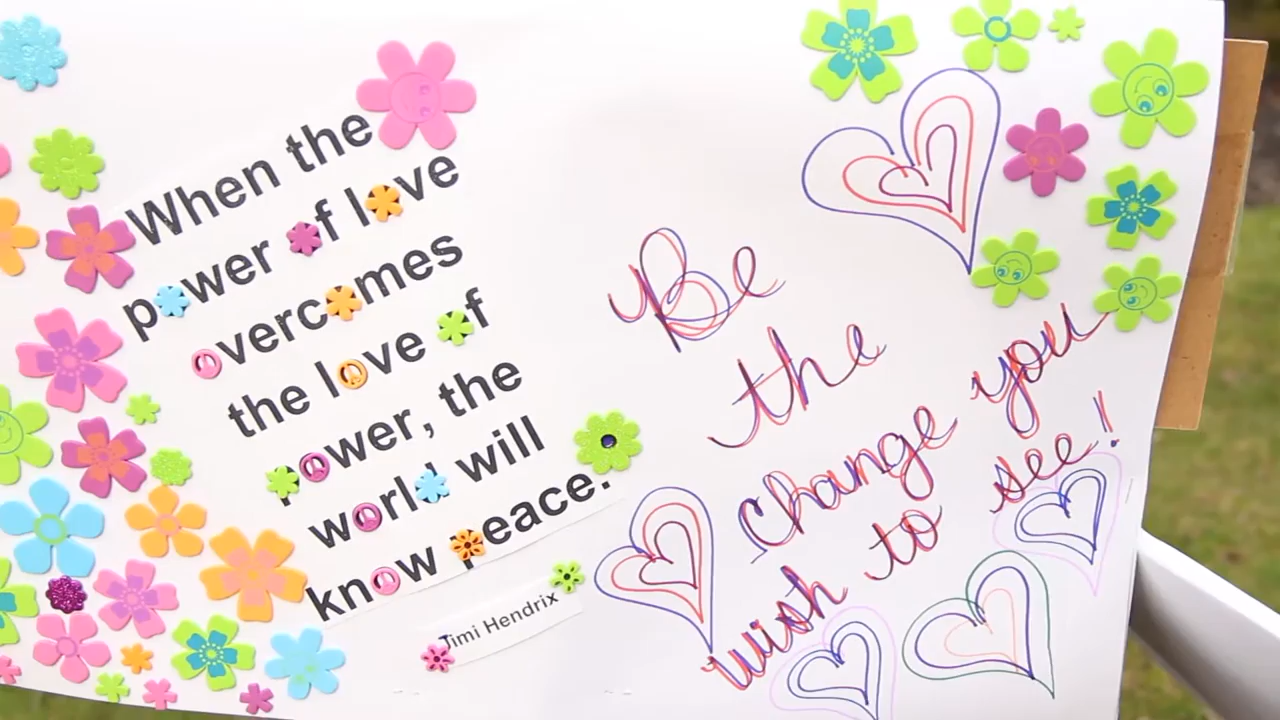 When the
power of love
overcomes
the love of
power, the
world will
know peace.
Jimi Hendrix
Be
the
change you
wish to see!